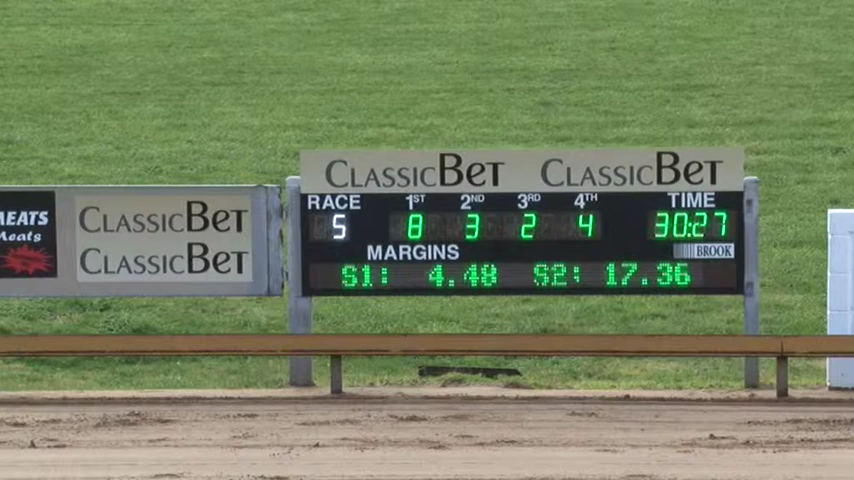 CLASSICBET CLASSICBET
RACE 1ST 2ND 3RD 4TH TIME
5 8 3 2 4 30:27
MARGINS BROOK
S1: 4.48 S2: 17.36
MEATS
Meats
CLASSICBET
CLASSICBET